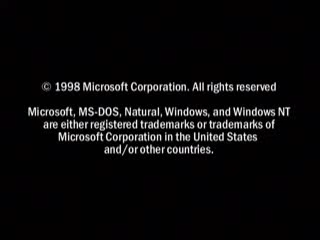 © 1998 Microsoft Corporation. All rights reserved
Microsoft, MS-DOS, Natural, Windows, and Windows NT
are either registered trademarks or trademarks of
Microsoft Corporation in the United States
and/or other countries.